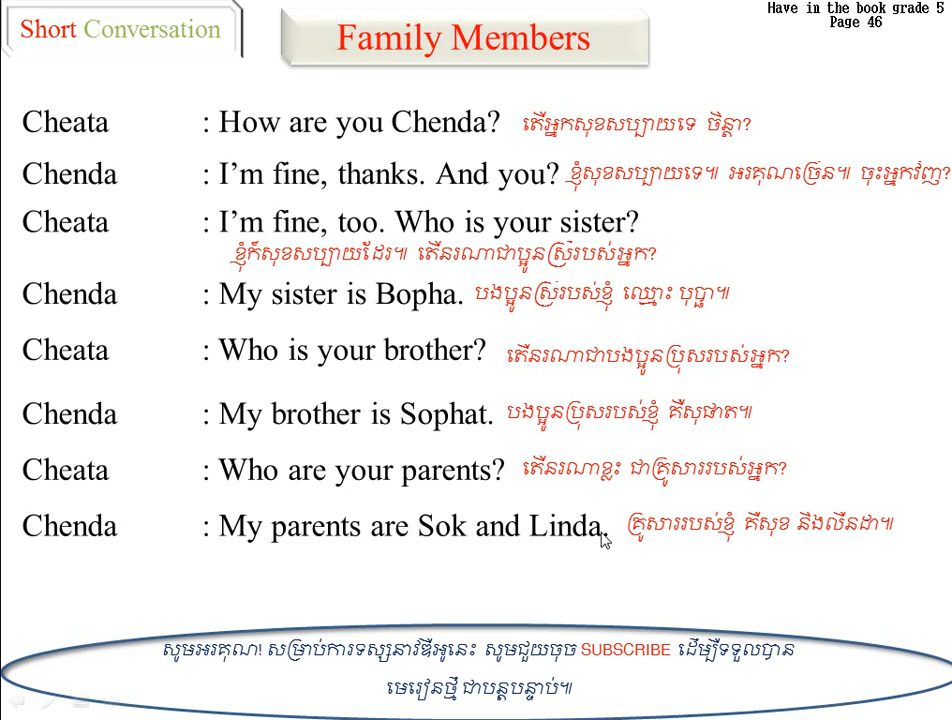 Short Conversation
Family Members
Have in the book grade 5
Page 46
Cheata : How are you Chenda? តើអ្នកសុខសប្បាយទេ ចិន្តា?
Chenda : I'm fine, thanks. And you? ខ្ញុំសុខសប្បាយទេ។ អរគុណច្រើន។ ចុះអ្នកវិញ?
Cheata : I'm fine, too. Who is your sister?
ខ្ញុំក៏សុខសប្បាយដែរ។ តើនរណាជាប្អូនស្រីរបស់អ្នក?
Chenda : My sister is Bopha. បងប្អូនស្រីរបស់ខ្ញុំ ឈ្មោះ បុប្ផា។
Cheata : Who is your brother? តើនរណាជាបងប្អូនប្រុសរបស់អ្នក?
Chenda : My brother is Sophat. បងប្អូនប្រុសរបស់ខ្ញុំ គឺសុផាត។
Cheata : Who are your parents? តើនរណាខ្លះ ជាគ្រួសាររបស់អ្នក?
Chenda : My parents are Sok and Linda. គ្រួសាររបស់ខ្ញុំ គឺសុខ និងលីនដា។
សូមអរគុណ! សម្រាប់ការទស្សនាវីឌីអូនេះ សូមជួយចុច SUBSCRIBE ដើម្បីទទួលបាន
មេរៀនថ្មី ជាបន្តបន្ទាប់។